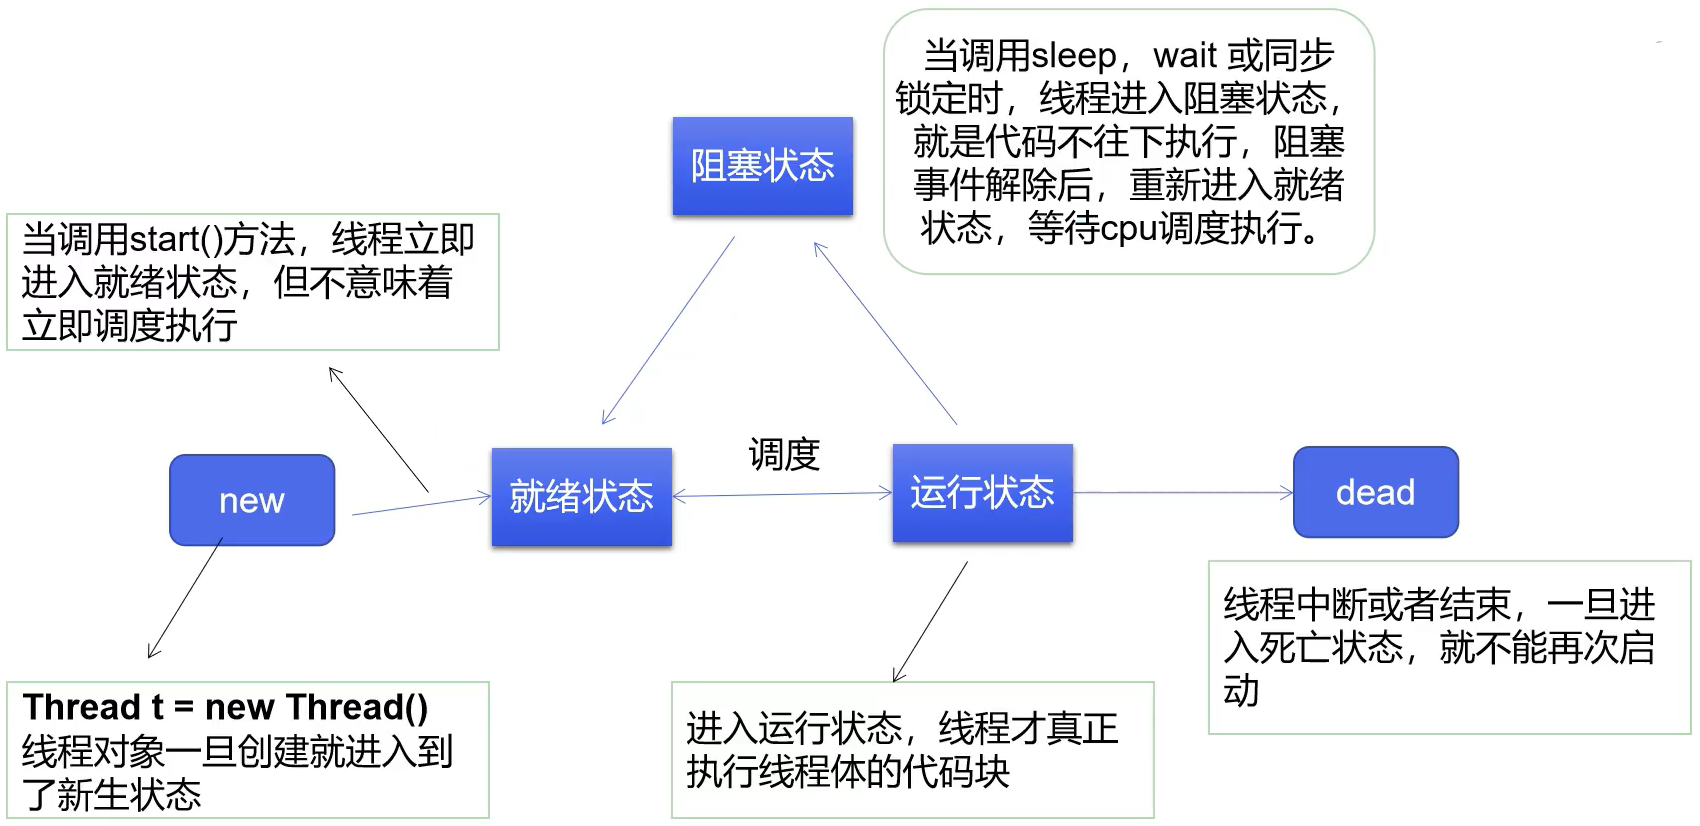 当调用sleep，wait 或同步
锁定时，线程进入阻塞状态，
就是代码不往下执行，阻塞
事件解除后，重新进入就绪
状态，等待cpu调度执行。
阻塞状态
当调用start()方法，线程立即
进入就绪状态，但不意味着
立即调度执行
调度
new
就绪状态
运行状态
dead
线程中断或者结束，一旦进
入死亡状态，就不能再次启
动
Thread t = new Thread()
线程对象一旦创建就进入到
了新生状态
进入运行状态，线程才真正
执行线程体的代码块